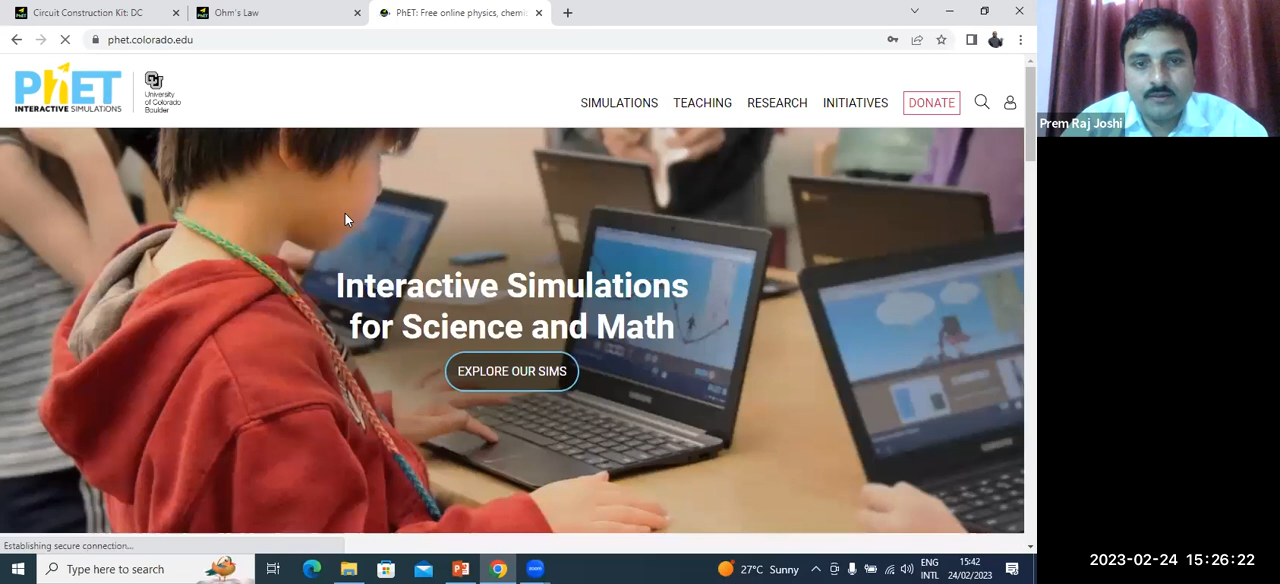 Circuit Construction Kit: DC
Ohm's Law
PhET: Free online physics, chemi
phet.colorado.edu
PhET
INTERACTIVE SIMULATIONS
University
of Colorado
Boulder
SIMULATIONS TEACHING RESEARCH INITIATIVES DONATE
Prem Raj Joshi
Interactive Simulations
for Science and Math
EXPLORE OUR SIMS
Establishing secure connection...
Type here to search
27°C Sunny
ENG
INTL
15:42
24/02/2023
2023-02-24 15:26:22